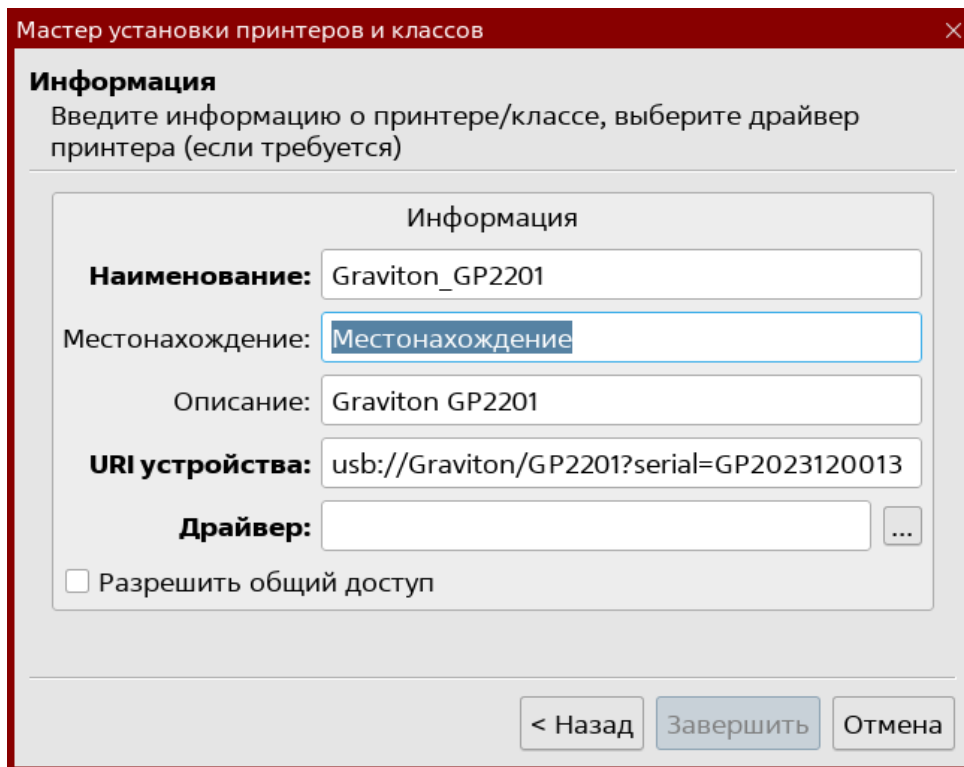 Мастер установки принтеров и классов
Информация
Введите информацию о принтере/классе, выберите драйвер
принтера (если требуется)
Информация
Наименование: Graviton_GP2201
Местонахождение: Местонахождение
Описание: Graviton GP2201
URI устройства: usb://Graviton/GP2201?serial=GP2023120013
Драйвер: ...
Разрешить общий доступ
< Назад Завершить Отмена